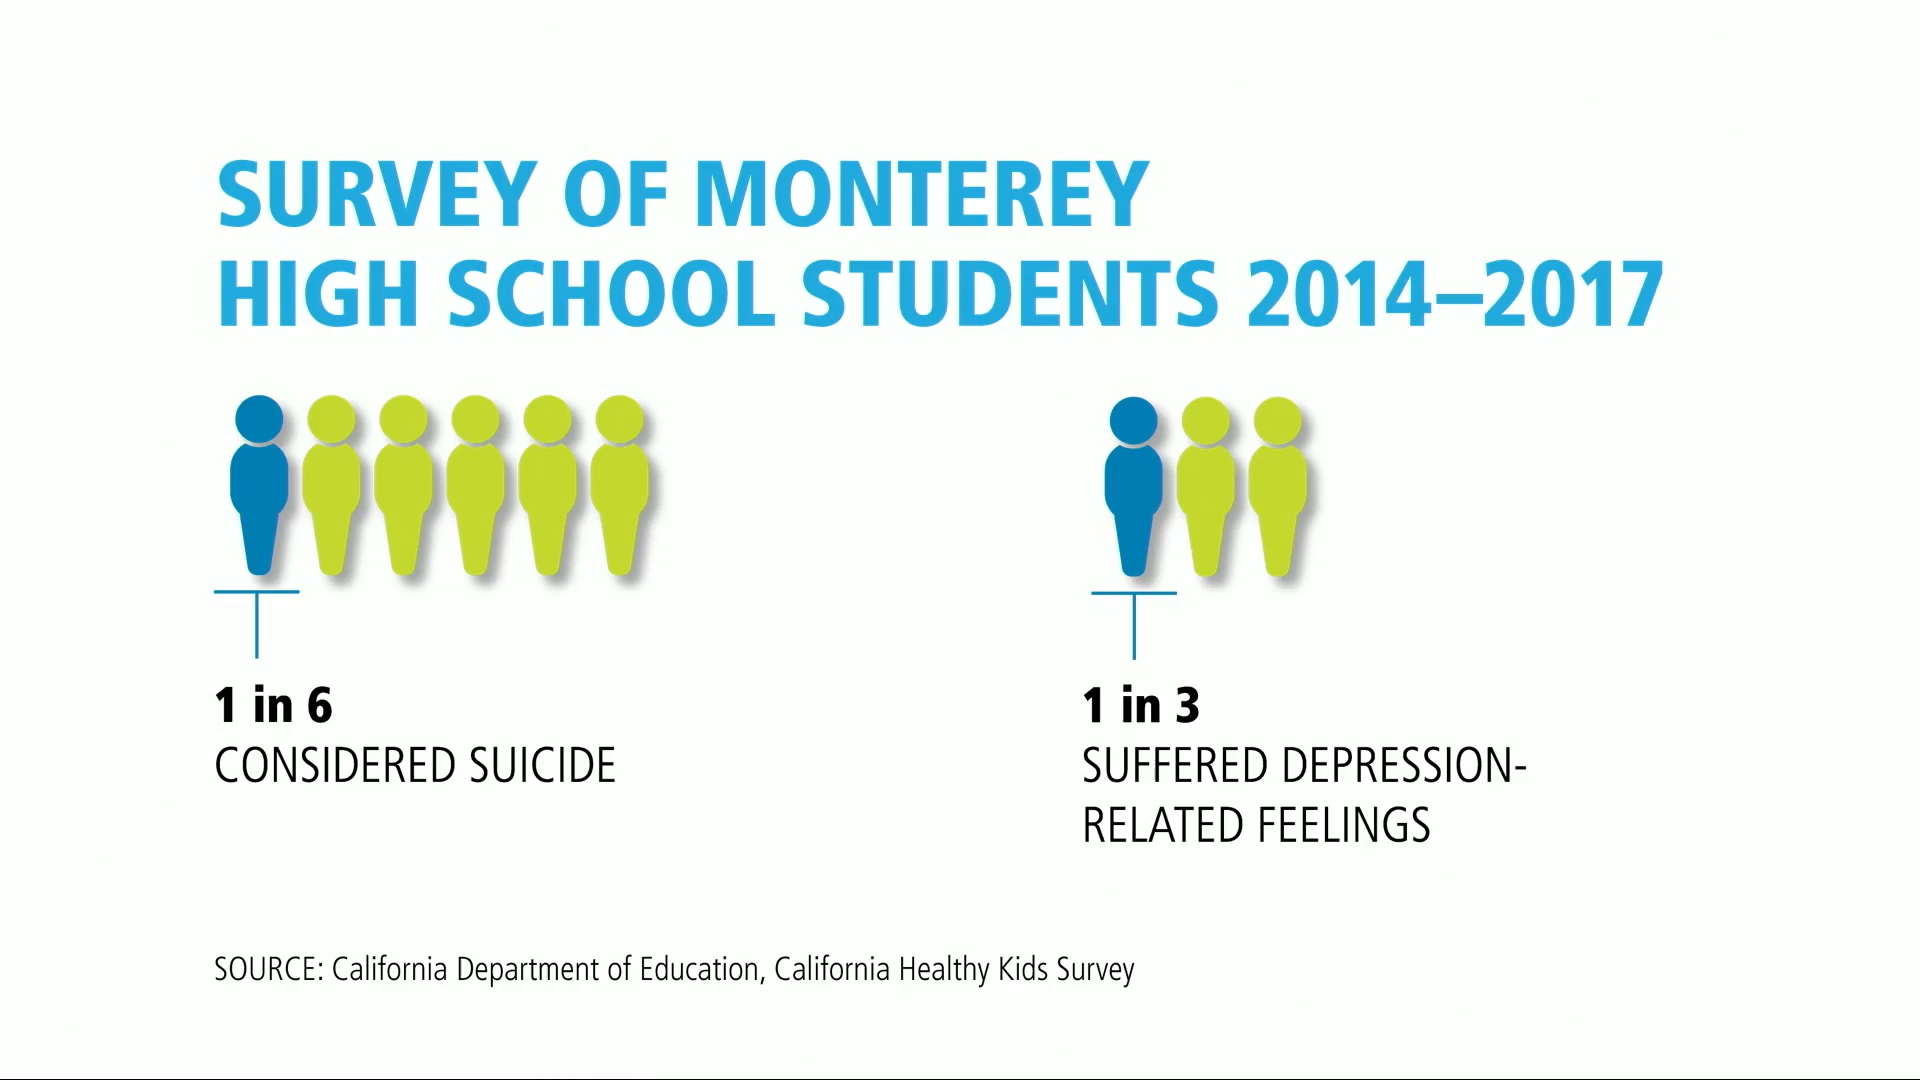 SURVEY OF MONTEREY
HIGH SCHOOL STUDENTS 2014–2017
1 in 6
CONSIDERED SUICIDE
1 in 3
SUFFERED DEPRESSION-
RELATED FEELINGS
SOURCE: California Department of Education, California Healthy Kids Survey